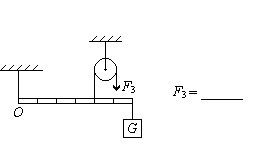 F₃
F₃ = ______
O
G